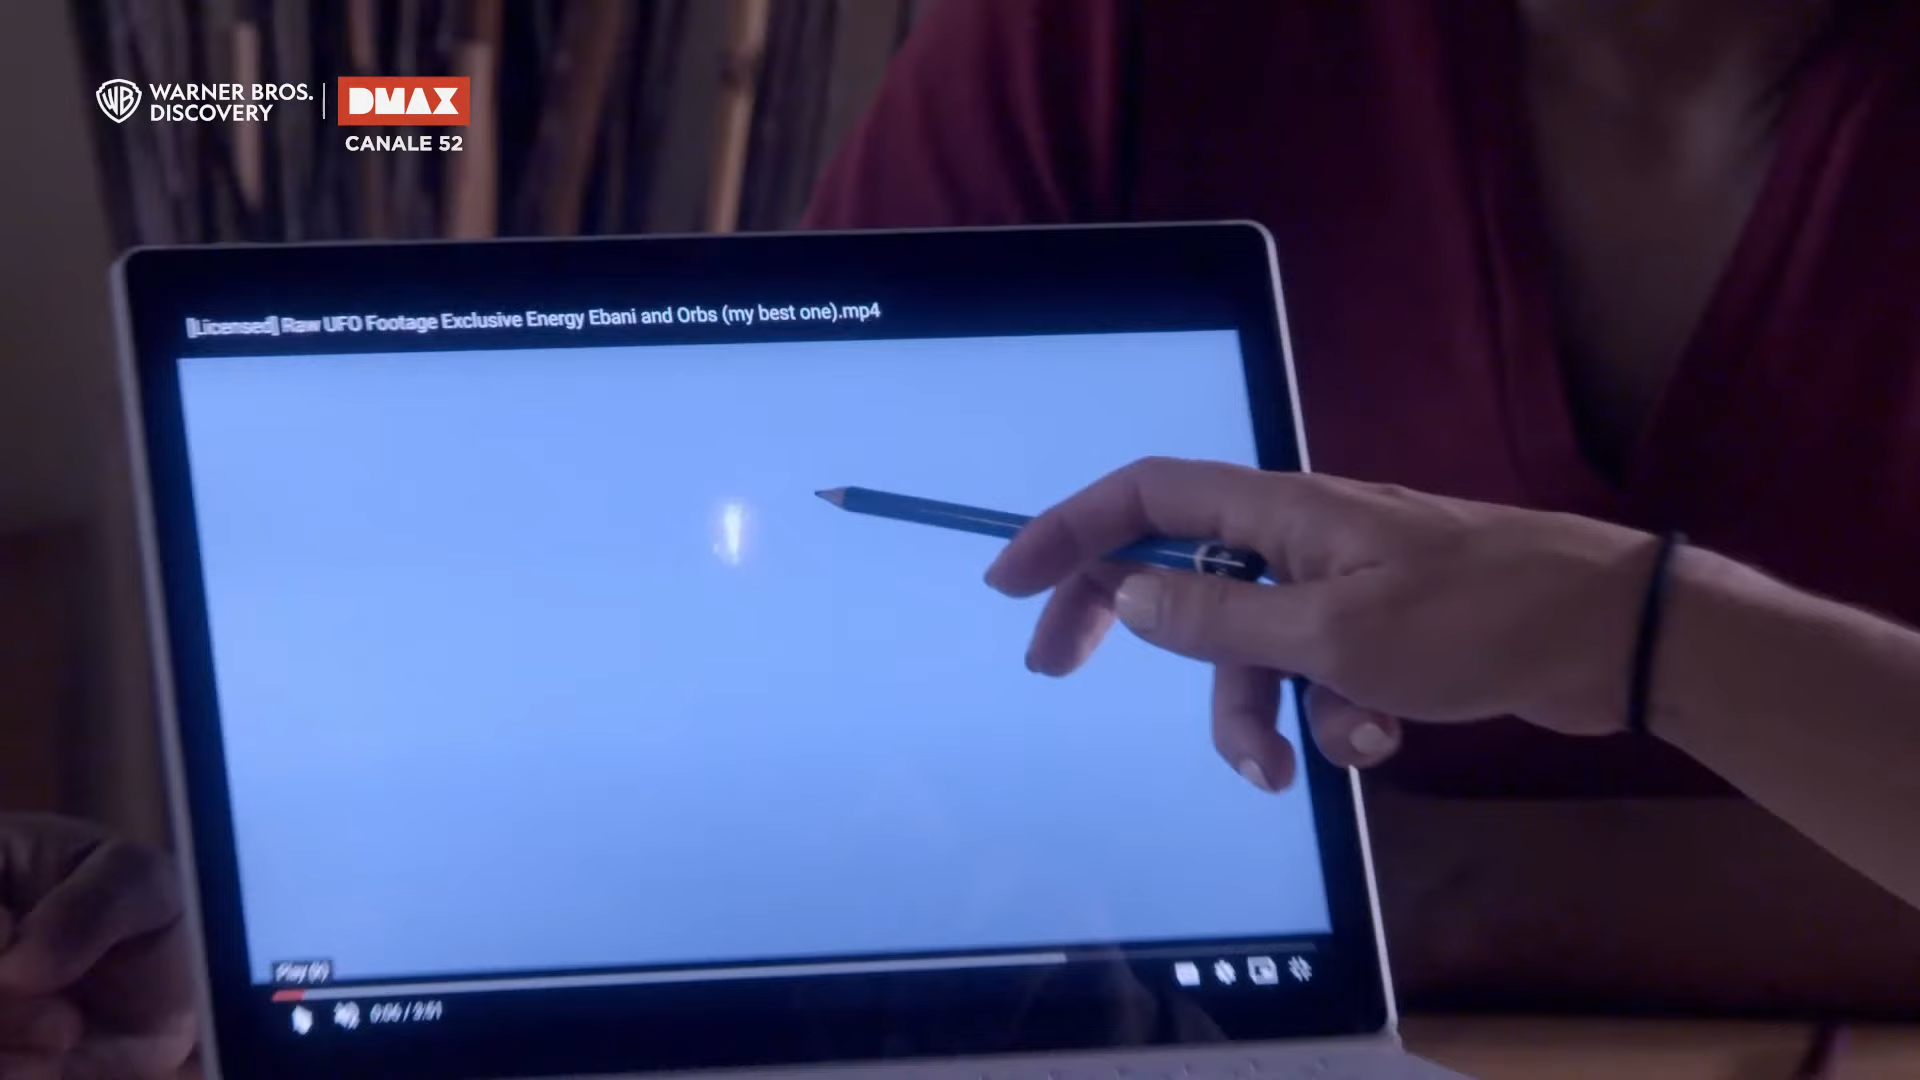 WARNER BROS.
DISCOVERY
DMAX
CANALE 52
[Licensed] Raw UFO Footage Exclusive Energy Ebani and Orbs (my best one).mp4
Play (k)